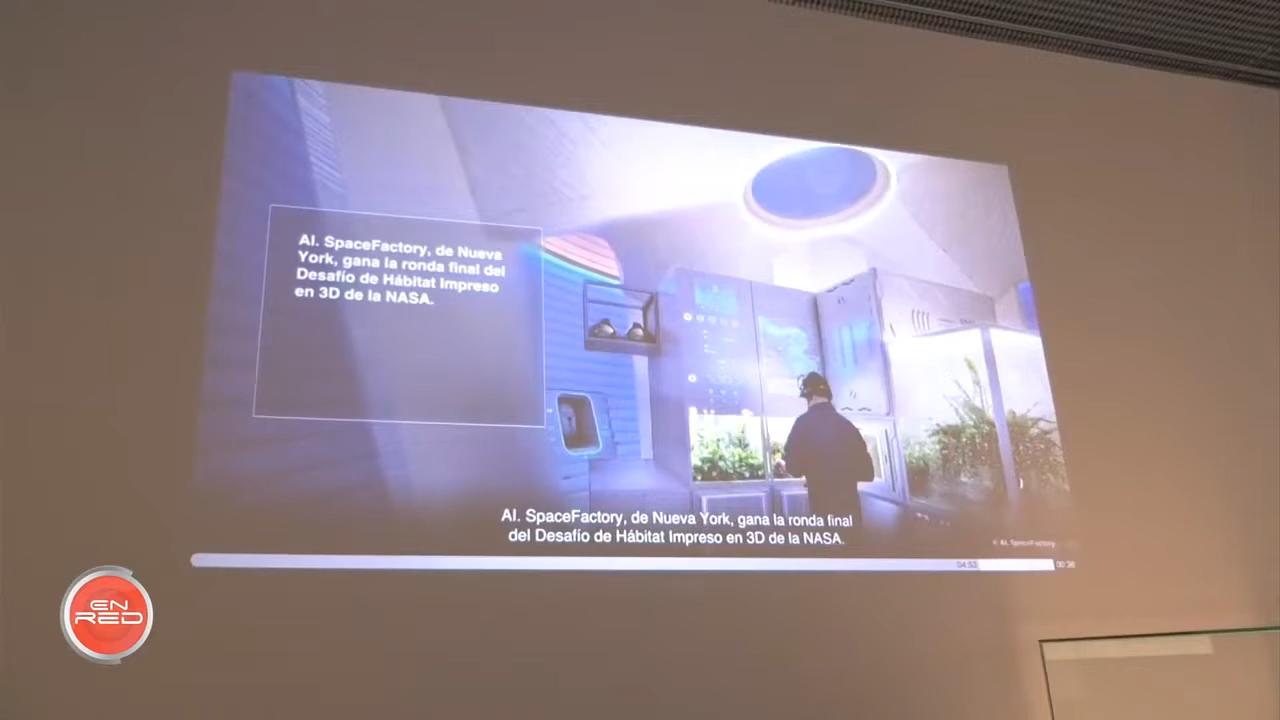 AI. SpaceFactory, de Nueva
York, gana la ronda final del
Desafío de Hábitat Impreso
en 3D de la NASA.
AI. SpaceFactory, de Nueva York, gana la ronda final
del Desafío de Hábitat Impreso en 3D de la NASA.
© AI. SpaceFactory
04:53
00:36
EN
RED